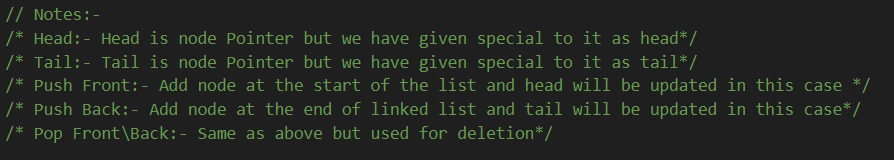 // Notes:-
/* Head:- Head is node Pointer but we have given special to it as head*/
/* Tail:- Tail is node Pointer but we have given special to it as tail*/
/* Push Front:- Add node at the start of the list and head will be updated in this case */
/* Push Back:- Add node at the end of linked list and tail will be updated in this case*/
/* Pop Front\Back:- Same as above but used for deletion*/